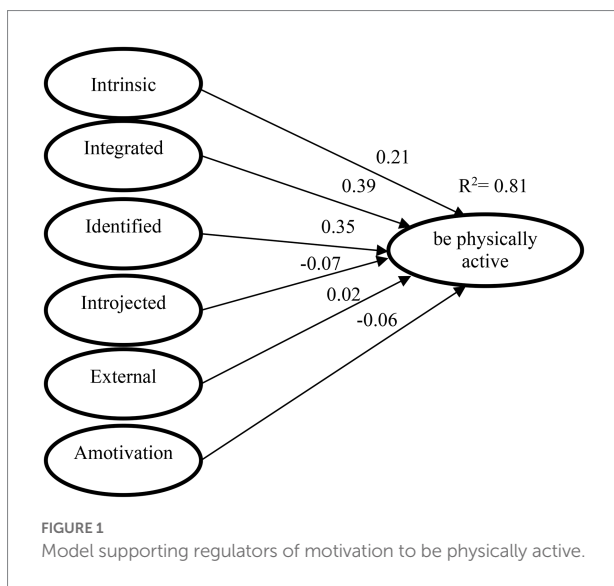 Intrinsic
Integrated
Identified
Introjected
External
Amotivation
0.21
0.39
0.35
-0.07
0.02
-0.06
R²= 0.81
be physically
active
FIGURE 1
Model supporting regulators of motivation to be physically active.